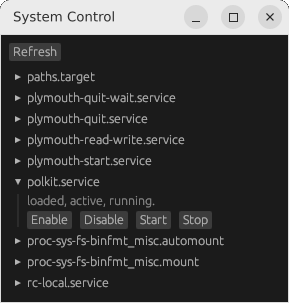 System Control
Refresh
paths.target
plymouth-quit-wait.service
plymouth-quit.service
plymouth-read-write.service
plymouth-start.service
polkit.service
loaded, active, running.
Enable Disable Start Stop
proc-sys-fs-binfmt_misc.automount
proc-sys-fs-binfmt_misc.mount
rc-local.service